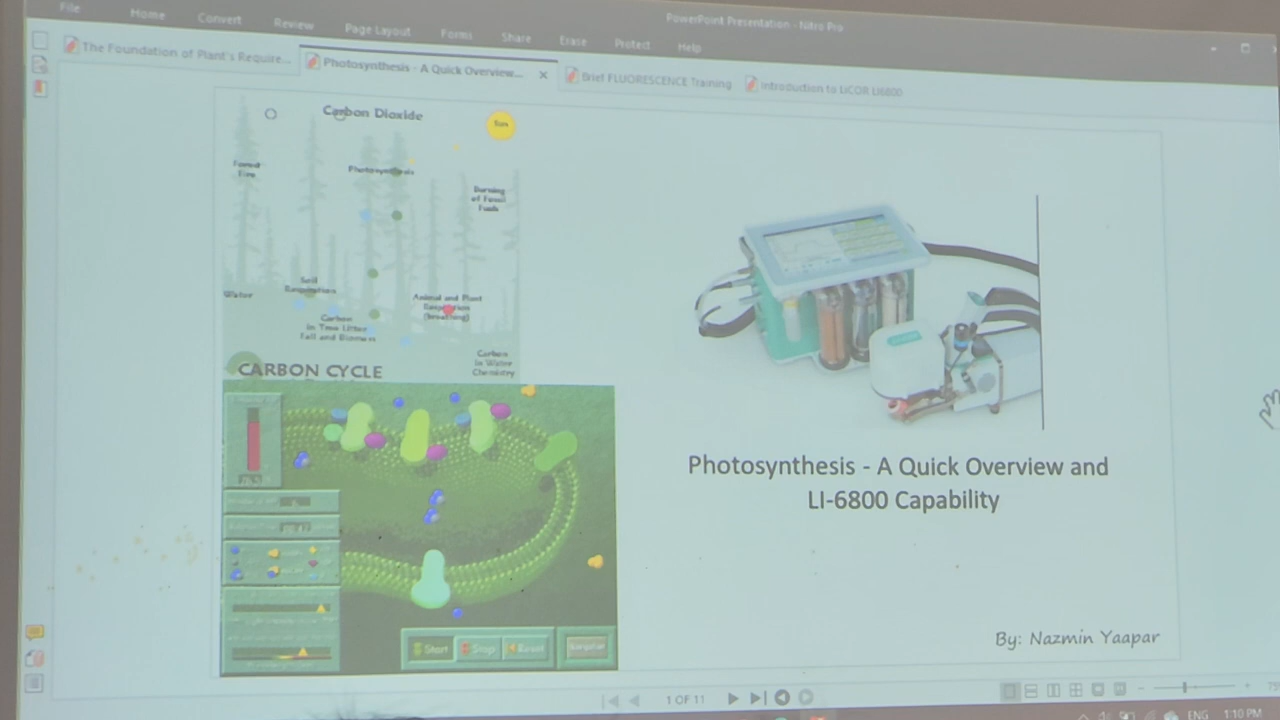 PowerPoint Presentation - Nitro Pro
File Home Convert Review Page Layout Forms Share Erase Protect Help
The Foundation of Plant's Require...
Photosynthesis - A Quick Overview...
Brief FLUORESCENCE Training
Introduction to LiCOR LI6800
Carbon Dioxide
Sun
Forest
Fire
Photosynthesis
Burning
of Fossil
Fuels
Soil
Respiration
Water
Animal and Plant
Respiration
(breathing)
Carbon
in Tree Litter
Fall and Biomass
Carbon
in Water
Chemistry
CARBON CYCLE
Start Stop Reset
Photosynthesis - A Quick Overview and
LI-6800 Capability
By: Nazmin Yaapar
1 OF 11
ENG 1:10 PM